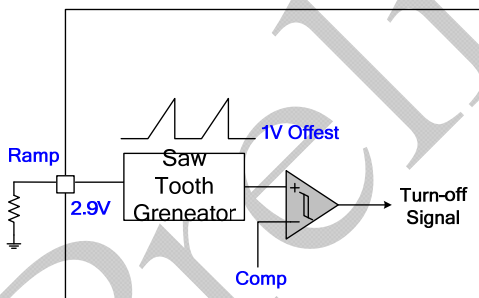 1V Offest
Ramp
Saw
Tooth
Greneator
2.9V
+
-
Turn-off
Signal
Comp